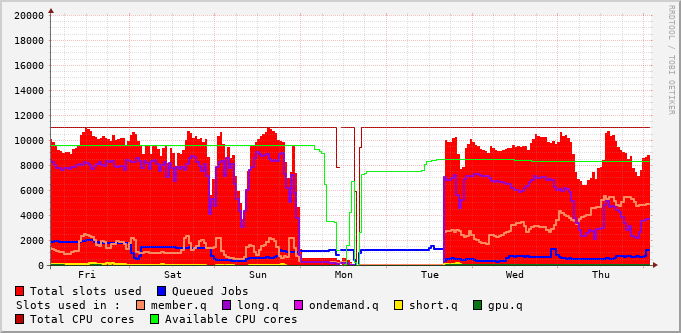 RRDTOOL / TOBI OETIKER
20000
18000
16000
14000
12000
10000
8000
6000
4000
2000
0
Fri Sat Sun Mon Tue Wed Thu
Total slots used Queued Jobs
Slots used in : member.q long.q ondemand.q short.q gpu.q
Total CPU cores Available CPU cores